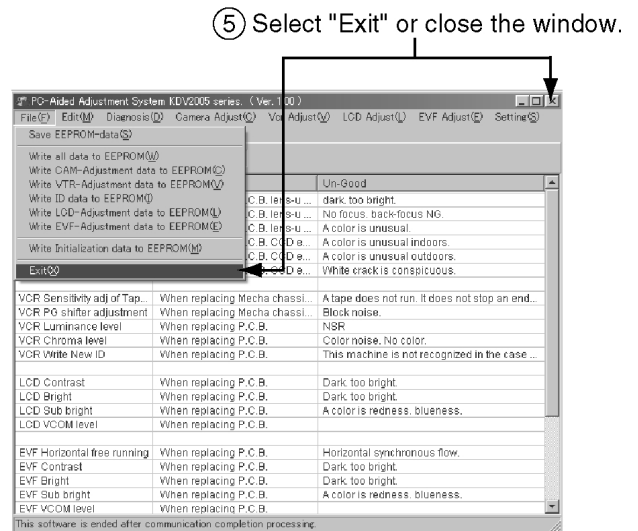 ⑤ Select "Exit" or close the window.
PC-Aided Adjustment System KDV2005 series. (Ver. 1.00)
File(F) Edit(M) Diagnosis(D) Camera Adjust(C) Vcr Adjust(V) LCD Adjust(L) EVF Adjust(E) Setting(S)
Save EEPROM-data(S)
Write all data to EEPROM(W)
Write CAM-Adjustment data to EEPROM(C)
Write VTR-Adjustment data to EEPROM(V)
Write ID data to EEPROM(I)
Write LCD-Adjustment data to EEPROM(L)
Write EVF-Adjustment data to EEPROM(E)
Write Initialization data to EEPROM(M)
Exit(X)
Un-Good
C.B. lens-u... dark. too bright.
C.B. lens-u... No focus. back-focus NG.
C.B. lens-u... A color is unusual.
C.B. CCD e... A color is unusual indoors.
C.B. CCD e... A color is unusual outdoors.
C.B. CCD e... White crack is conspicuous.
VCR Sensitivity adj of Tap... When replacing Mecha chassi... A tape does not run. It does not stop an end...
VCR PG shifter adjustment When replacing Mecha chassi... Block noise.
VCR Luminance level When replacing P.C.B. NSR
VCR Chroma level When replacing P.C.B. Color noise. No color.
VCR Write New ID When replacing P.C.B. This machine is not recognized in the case ...
LCD Contrast When replacing P.C.B. Dark. too bright.
LCD Bright When replacing P.C.B. Dark. too bright.
LCD Sub bright When replacing P.C.B. A color is redness. blueness.
LCD VCOM level When replacing P.C.B.
EVF Horizontal free running When replacing P.C.B. Horizontal synchronous flow.
EVF Contrast When replacing P.C.B. Dark. too bright.
EVF Bright When replacing P.C.B. Dark. too bright.
EVF Sub bright When replacing P.C.B. A color is redness. blueness.
EVF VCOM level When replacing P.C.B.
This software is ended after communication completion processing.